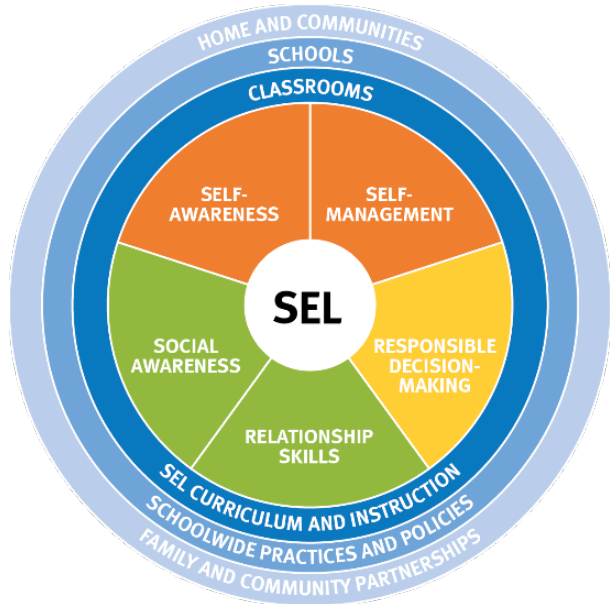 HOME AND COMMUNITIES
SCHOOLS
CLASSROOMS
SELF-
AWARENESS
SELF-
MANAGEMENT
SEL
SOCIAL
AWARENESS
RESPONSIBLE
DECISION-
MAKING
RELATIONSHIP
SKILLS
SEL CURRICULUM AND INSTRUCTION
SCHOOLWIDE PRACTICES AND POLICIES
FAMILY AND COMMUNITY PARTNERSHIPS